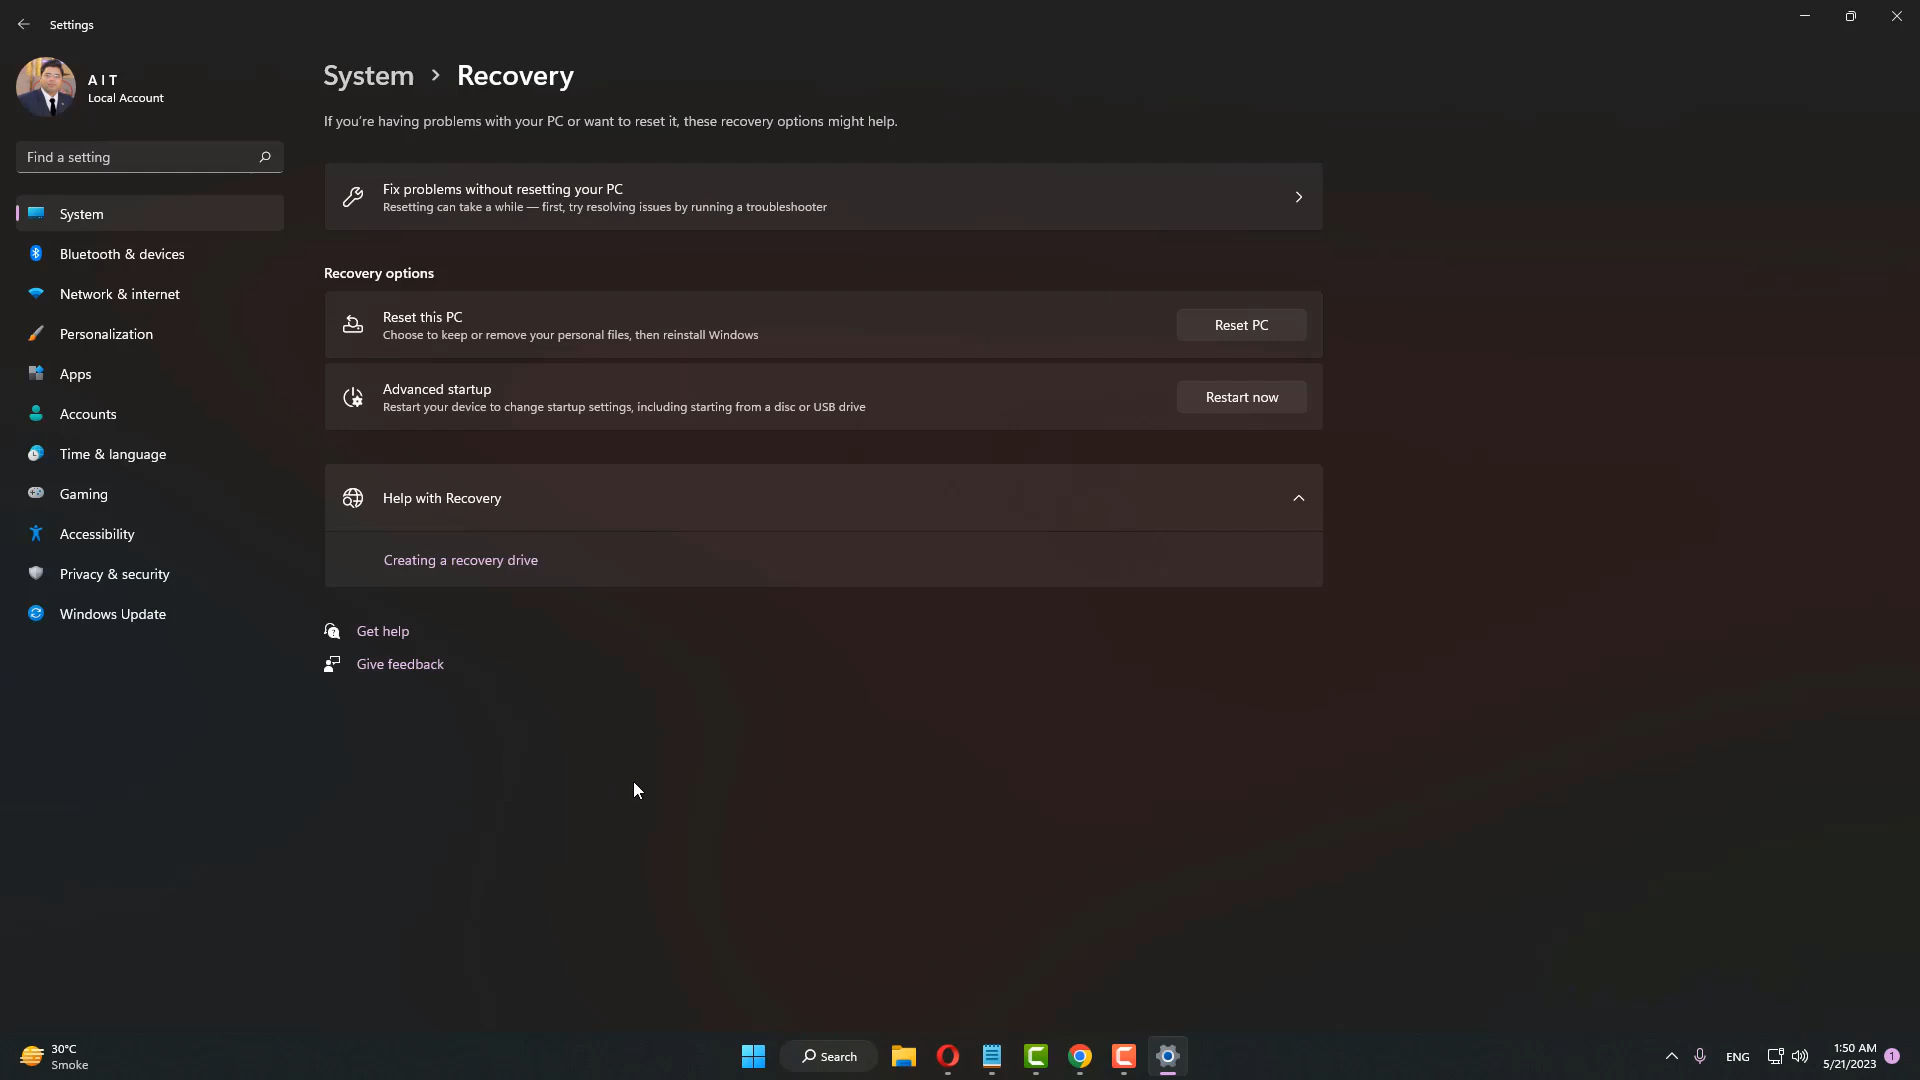 Settings
A I T
Local Account
Find a setting
System
Bluetooth & devices
Network & internet
Personalization
Apps
Accounts
Time & language
Gaming
Accessibility
Privacy & security
Windows Update
System > Recovery
If you're having problems with your PC or want to reset it, these recovery options might help.
Fix problems without resetting your PC
Resetting can take a while — first, try resolving issues by running a troubleshooter
Recovery options
Reset this PC
Choose to keep or remove your personal files, then reinstall Windows
Reset PC
Advanced startup
Restart your device to change startup settings, including starting from a disc or USB drive
Restart now
Help with Recovery
Creating a recovery drive
Get help
Give feedback
30°C
Smoke
Search
ENG
1:50 AM
5/21/2023
1